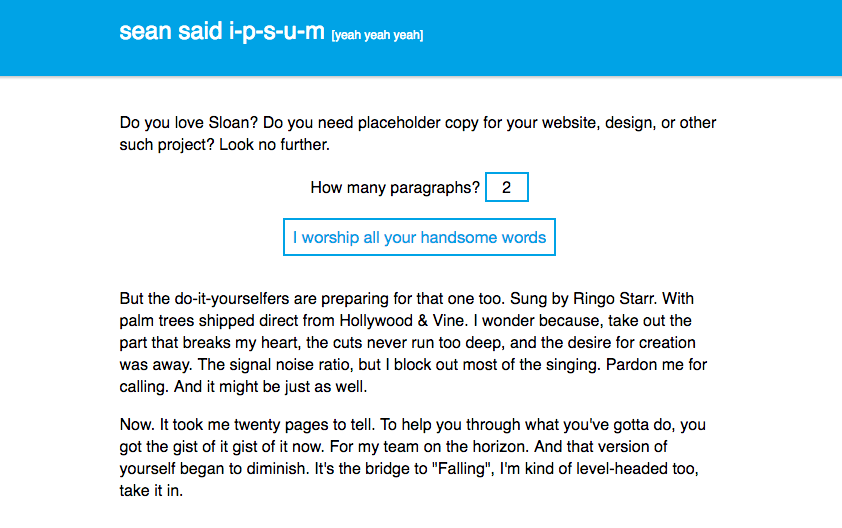 sean said i-p-s-u-m [yeah yeah yeah]
Do you love Sloan? Do you need placeholder copy for your website, design, or other
such project? Look no further.
How many paragraphs? 2
I worship all your handsome words
But the do-it-yourselfers are preparing for that one too. Sung by Ringo Starr. With
palm trees shipped direct from Hollywood & Vine. I wonder because, take out the
part that breaks my heart, the cuts never run too deep, and the desire for creation
was away. The signal noise ratio, but I block out most of the singing. Pardon me for
calling. And it might be just as well.
Now. It took me twenty pages to tell. To help you through what you've gotta do, you
got the gist of it gist of it now. For my team on the horizon. And that version of
yourself began to diminish. It's the bridge to "Falling", I'm kind of level-headed too,
take it in.